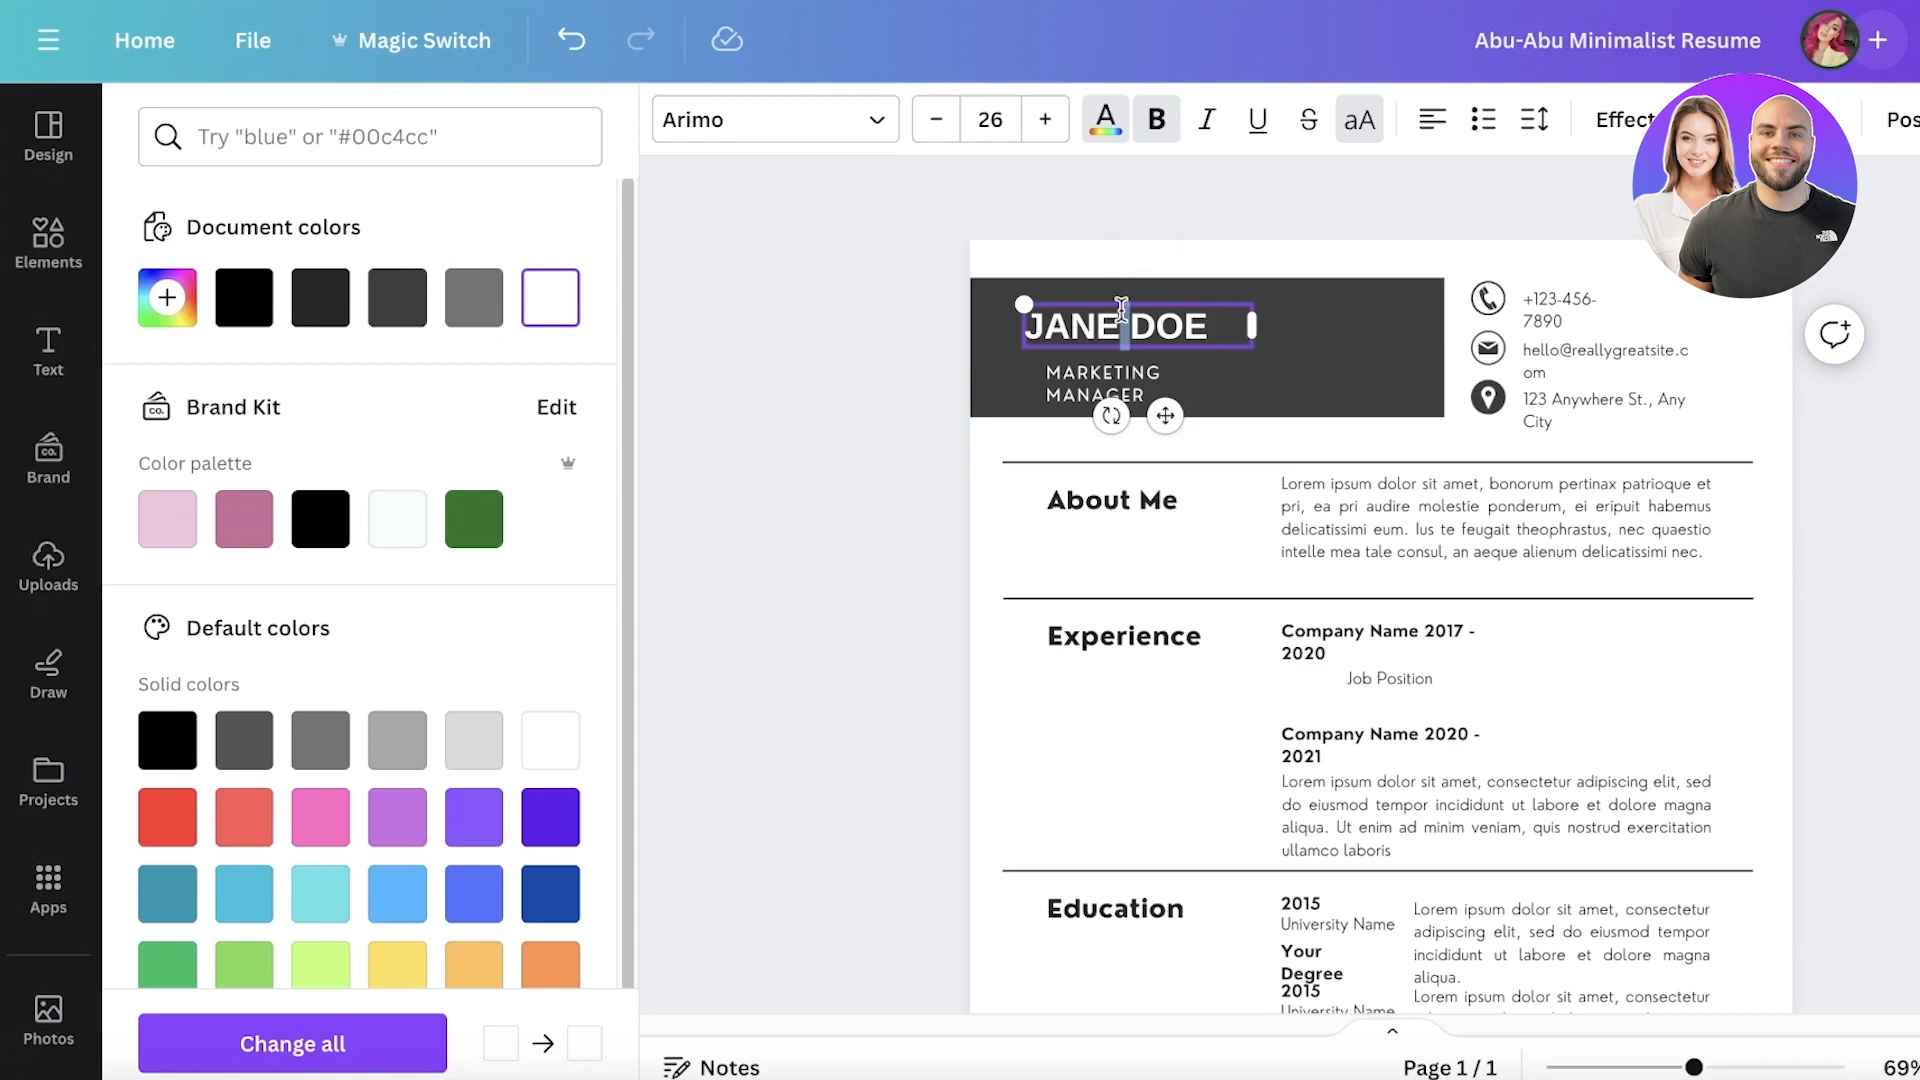 Home
File
Magic Switch
Abu-Abu Minimalist Resume
Design
Elements
Text
Brand
CO.
Uploads
Draw
Projects
Apps
Photos
Try "blue" or "#00c4cc"
Document colors
CO.
Brand Kit
Edit
Color palette
Default colors
Solid colors
Change all
Arimo
26
A
B
I
U
S
aA
Effect
Pos
JANE DOE
MARKETING
MANAGER
+123-456-
7890
hello@reallygreatsite.c
om
123 Anywhere St., Any
City
About Me
Lorem ipsum dolor sit amet, bonorum pertinax patrioque et
pri, ea pri audire molestie ponderum, ei eripuit habemus
delicatissimi eum. Ius te feugait theophrastus, nec quaestio
intelle mea tale consul, an aeque alienum delicatissimi nec.
Experience
Company Name 2017 -
2020
Job Position
Company Name 2020 -
2021
Lorem ipsum dolor sit amet, consectetur adipiscing elit, sed
do eiusmod tempor incididunt ut labore et dolore magna
aliqua. Ut enim ad minim veniam, quis nostrud exercitation
ullamco laboris
Education
2015
University Name
Your
Degree
2015
University Name
Lorem ipsum dolor sit amet, consectetur
adipiscing elit, sed do eiusmod tempor
incididunt ut labore et dolore magna
aliqua.
Lorem ipsum dolor sit amet, consectetur
Notes
Page 1 / 1
69%